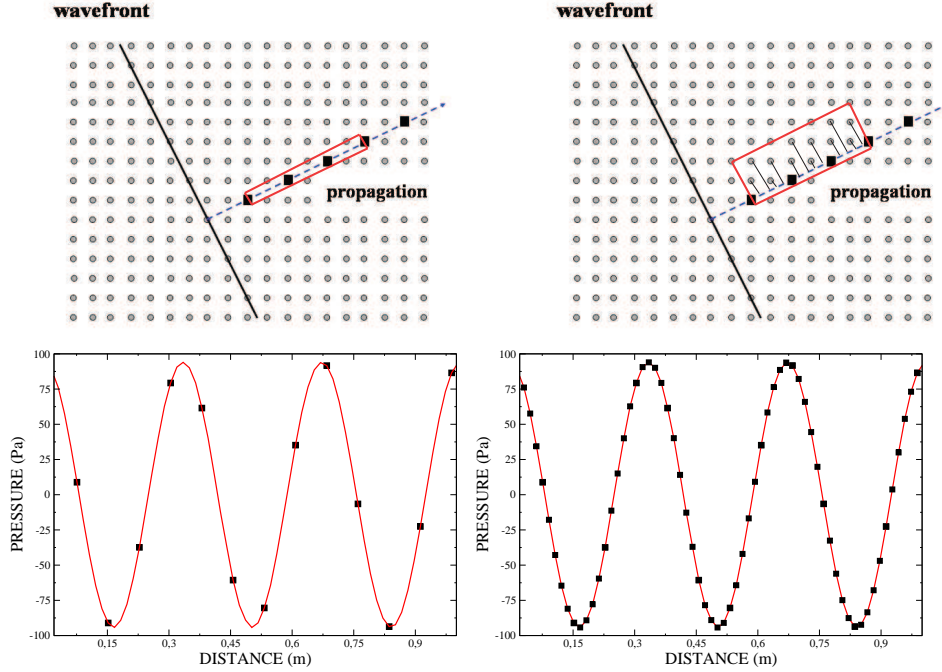 wavefront
propagation
wavefront
propagation
100
75
50
25
0
-25
-50
-75
-100
PRESSURE (Pa)
0,15 0,3 0,45 0,6 0,75 0,9
DISTANCE (m)
100
75
50
25
0
-25
-50
-75
-100
PRESSURE (Pa)
0,15 0,3 0,45 0,6 0,75 0,9
DISTANCE (m)